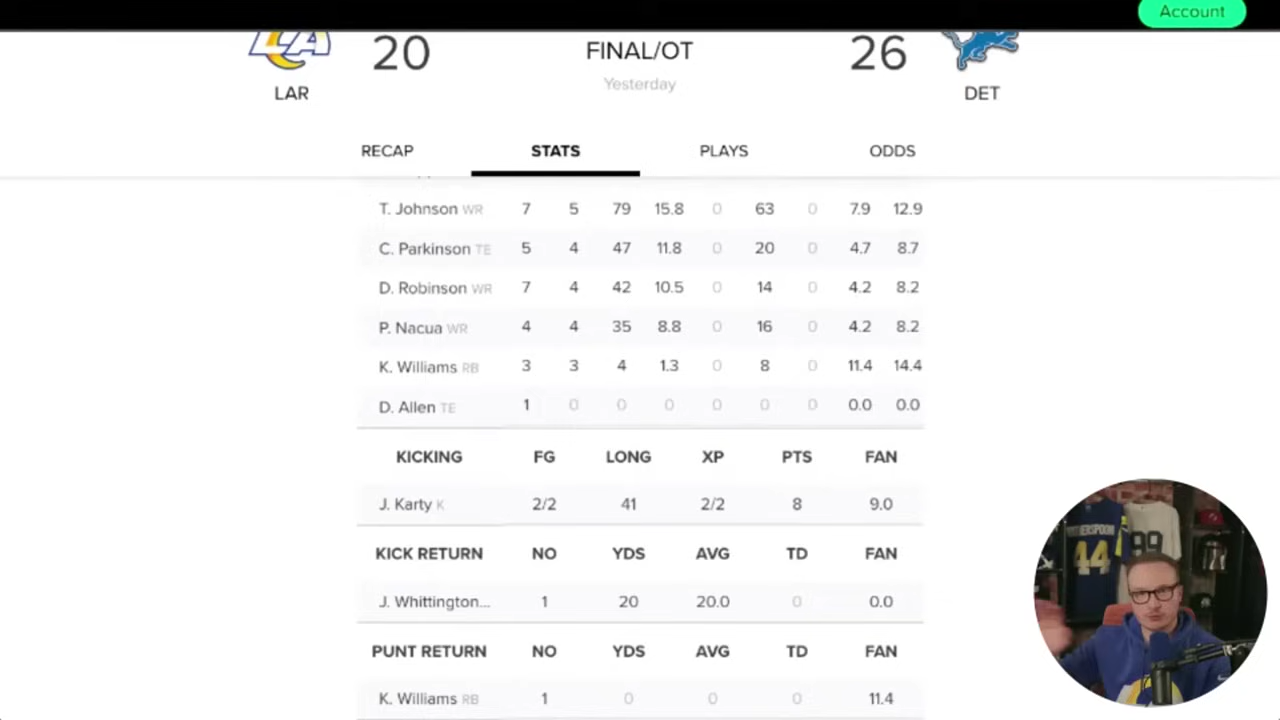 Account
LA 20 FINAL/OT 26
Yesterday
LAR DET
RECAP STATS PLAYS ODDS
T. Johnson WR 7 5 79 15.8 0 63 0 7.9 12.9
C. Parkinson TE 5 4 47 11.8 0 20 0 4.7 8.7
D. Robinson WR 7 4 42 10.5 0 14 0 4.2 8.2
P. Nacua WR 4 4 35 8.8 0 16 0 4.2 8.2
K. Williams RB 3 3 4 1.3 0 8 0 11.4 14.4
D. Allen TE 1 0 0 0 0 0 0 0.0 0.0
KICKING FG LONG XP PTS FAN
J. Karty K 2/2 41 2/2 8 9.0
KICK RETURN NO YDS AVG TD FAN
J. Whittington... 1 20 20.0 0 0.0
PUNT RETURN NO YDS AVG TD FAN
K. Williams RB 1 0 0 0 11.4
44
99